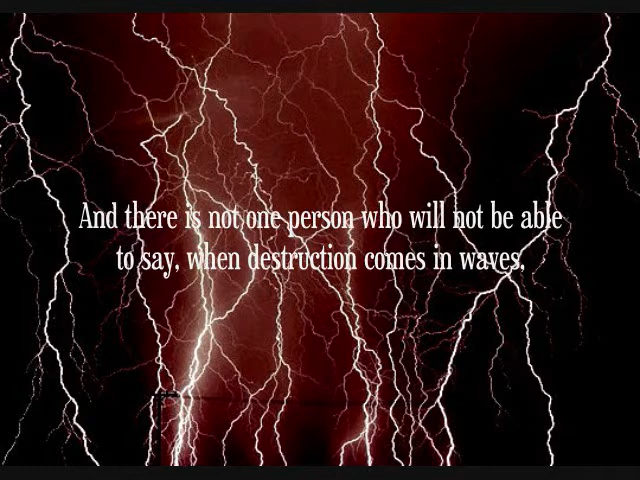 And there is not one person who will not be able
to say, when destruction comes in waves,